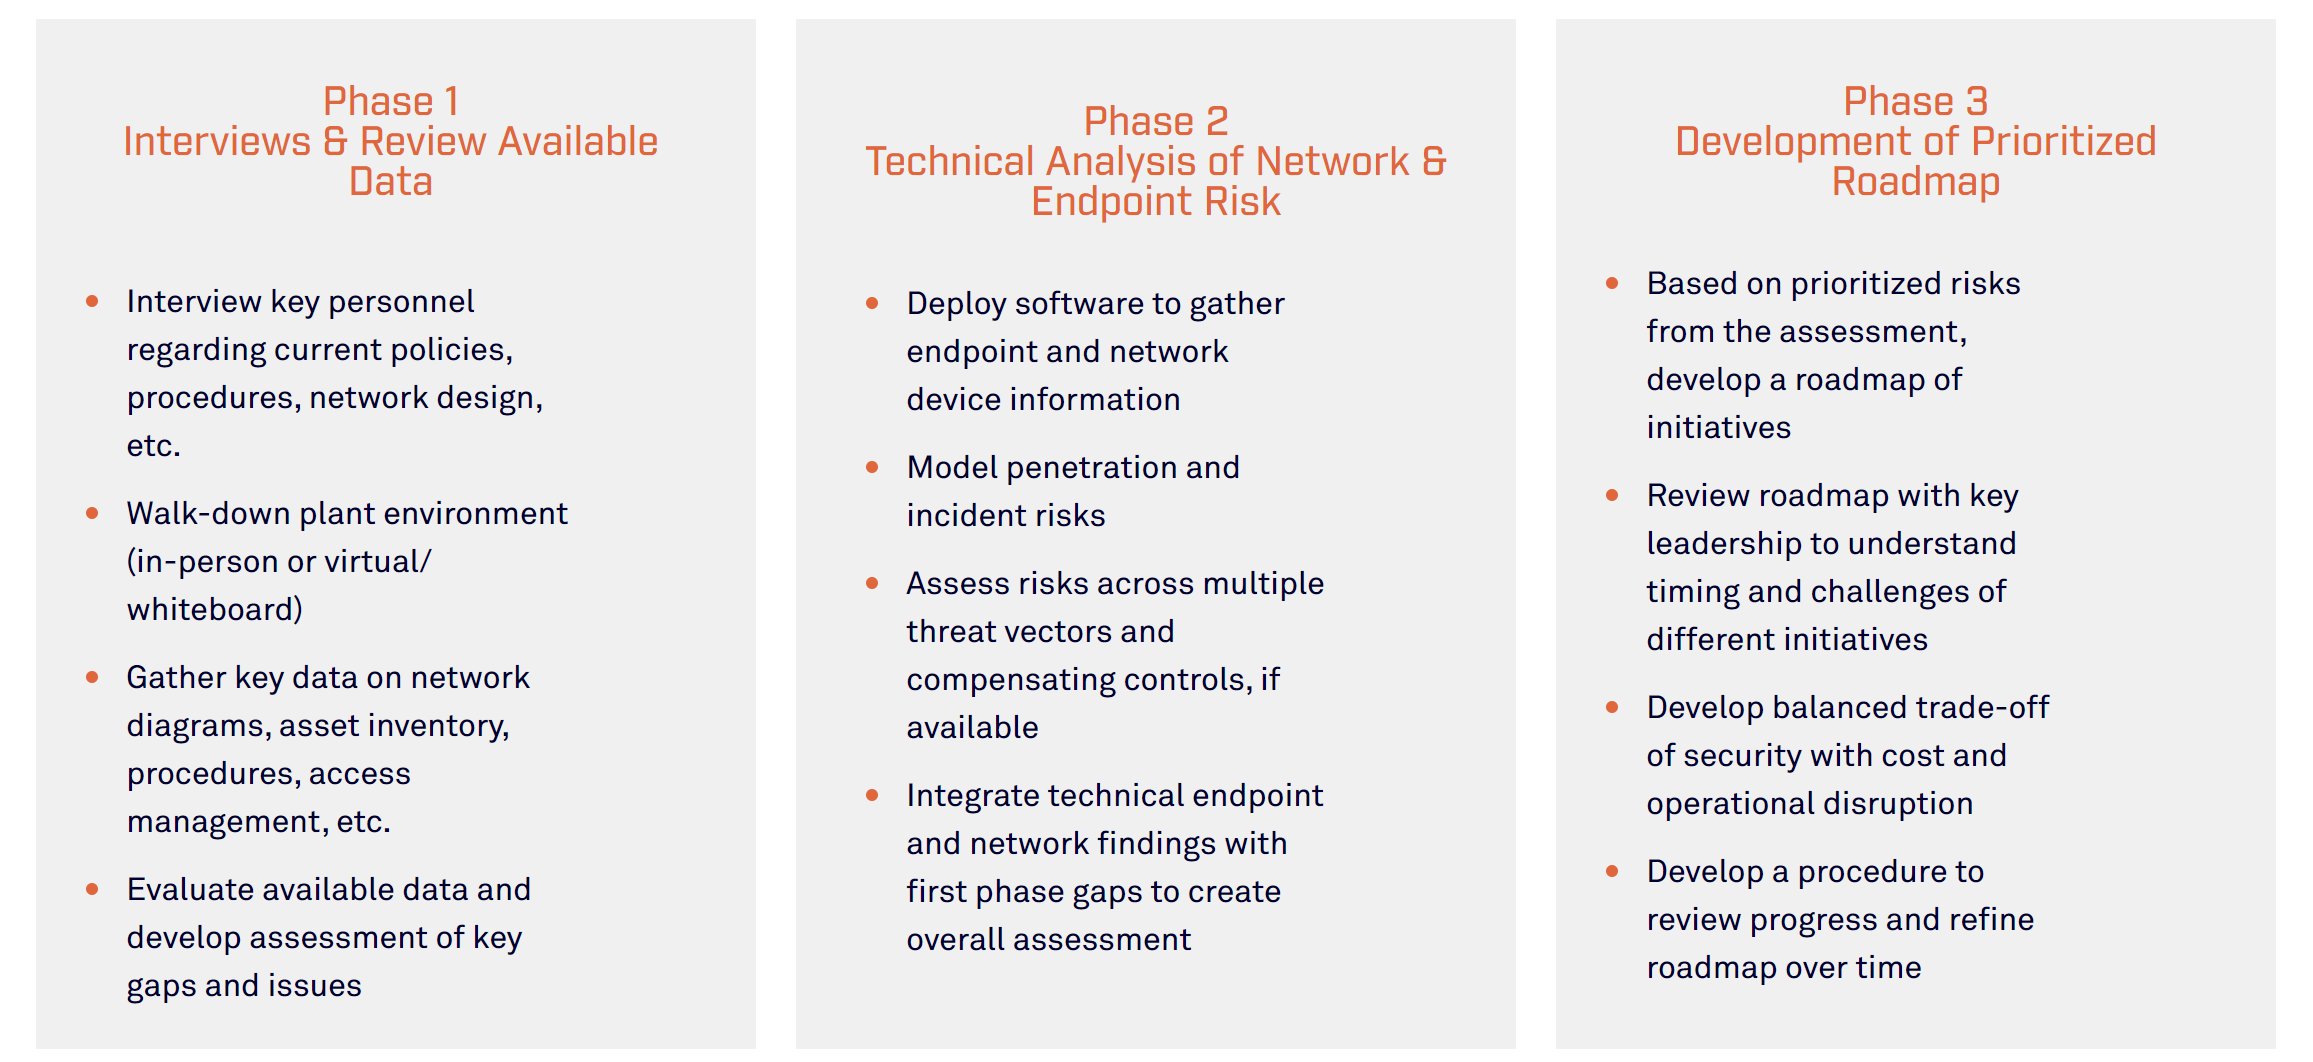 Phase 1
Interviews & Review Available
Data
Interview key personnel
regarding current policies,
procedures, network design,
etc.
Walk-down plant environment
(in-person or virtual/
whiteboard)
Gather key data on network
diagrams, asset inventory,
procedures, access
management, etc.
Evaluate available data and
develop assessment of key
gaps and issues
Phase 2
Technical Analysis of Network &
Endpoint Risk
Deploy software to gather
endpoint and network
device information
Model penetration and
incident risks
Assess risks across multiple
threat vectors and
compensating controls, if
available
Integrate technical endpoint
and network findings with
first phase gaps to create
overall assessment
Phase 3
Development of Prioritized
Roadmap
Based on prioritized risks
from the assessment,
develop a roadmap of
initiatives
Review roadmap with key
leadership to understand
timing and challenges of
different initiatives
Develop balanced trade-off
of security with cost and
operational disruption
Develop a procedure to
review progress and refine
roadmap over time